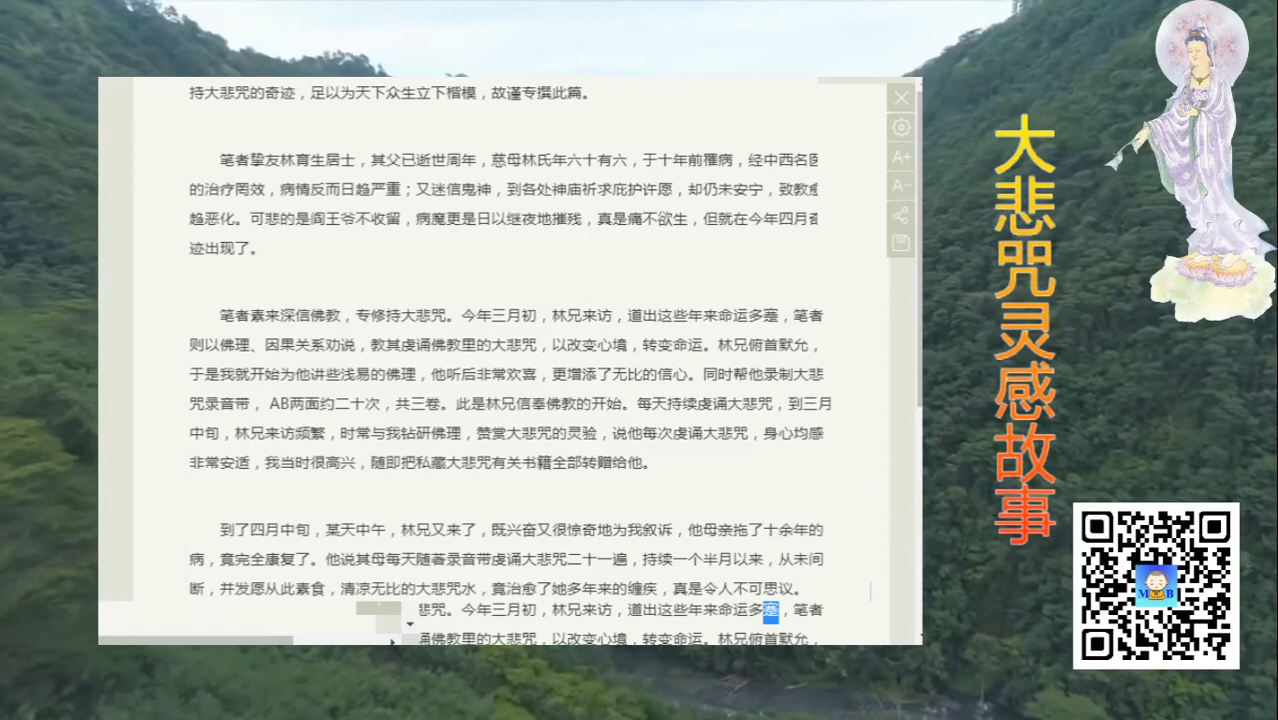 持大悲咒的奇迹，足以为天下众生立下楷模，故谨专撰此篇。
笔者挚友林育生居士，其父已逝世周年，慈母林氏年六十有六，于十年前罹病，经中西名医
的治疗罔效，病情反而日趋严重；又迷信鬼神，到各处神庙祈求庇护许愿，却仍未安宁，致教愈
趋恶化。可悲的是阎王爷不收留，病魔更是日以继夜地摧残，真是痛不欲生，但就在今年四月奇
迹出现了。
笔者素来深信佛教，专修持大悲咒。今年三月初，林兄来访，道出这些年来命运多蹇，笔者
则以佛理、因果关系劝说，教其虔诵佛教里的大悲咒，以改变心境，转变命运。林兄俯首默允，
于是我就开始为他讲些浅易的佛理，他听后非常欢喜，更增添了无比的信心。同时帮他录制大悲
咒录音带， AB两面约二十次，共三卷。此是林兄信奉佛教的开始。每天持续虔诵大悲咒，到三月
中旬，林兄来访频繁，时常与我钻研佛理，赞赏大悲咒的灵验，说他每次虔诵大悲咒，身心均感
非常安适，我当时很高兴，随即把私藏大悲咒有关书籍全部转赠给他。
到了四月中旬，某天中午，林兄又来了，既兴奋又很惊奇地为我叙诉，他母亲拖了十余年的
病，竟完全康复了。他说其母每天随著录音带虔诵大悲咒二十一遍，持续一个半月以来，从未间
断，并发愿从此素食，清凉无比的大悲咒水，竟治愈了她多年来的缠疾，真是令人不可思议。
悲咒。今年三月初，林兄来访，道出这些年来命运多蹇，笔者
诵佛教里的大悲咒，以改变心境，转变命运。林兄俯首默允，
A+
A-
大悲咒灵感故事
M B